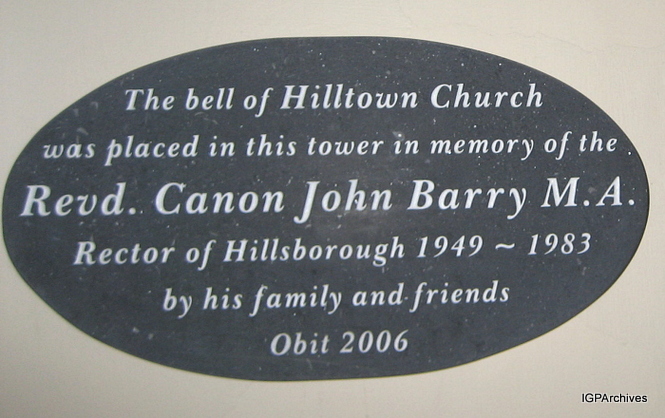 The bell of Hilltown Church
was placed in this tower in memory of the
Revd. Canon John Barry M.A.
Rector of Hillsborough 1949 ~ 1983
by his family and friends
Obit 2006
IGPArchives